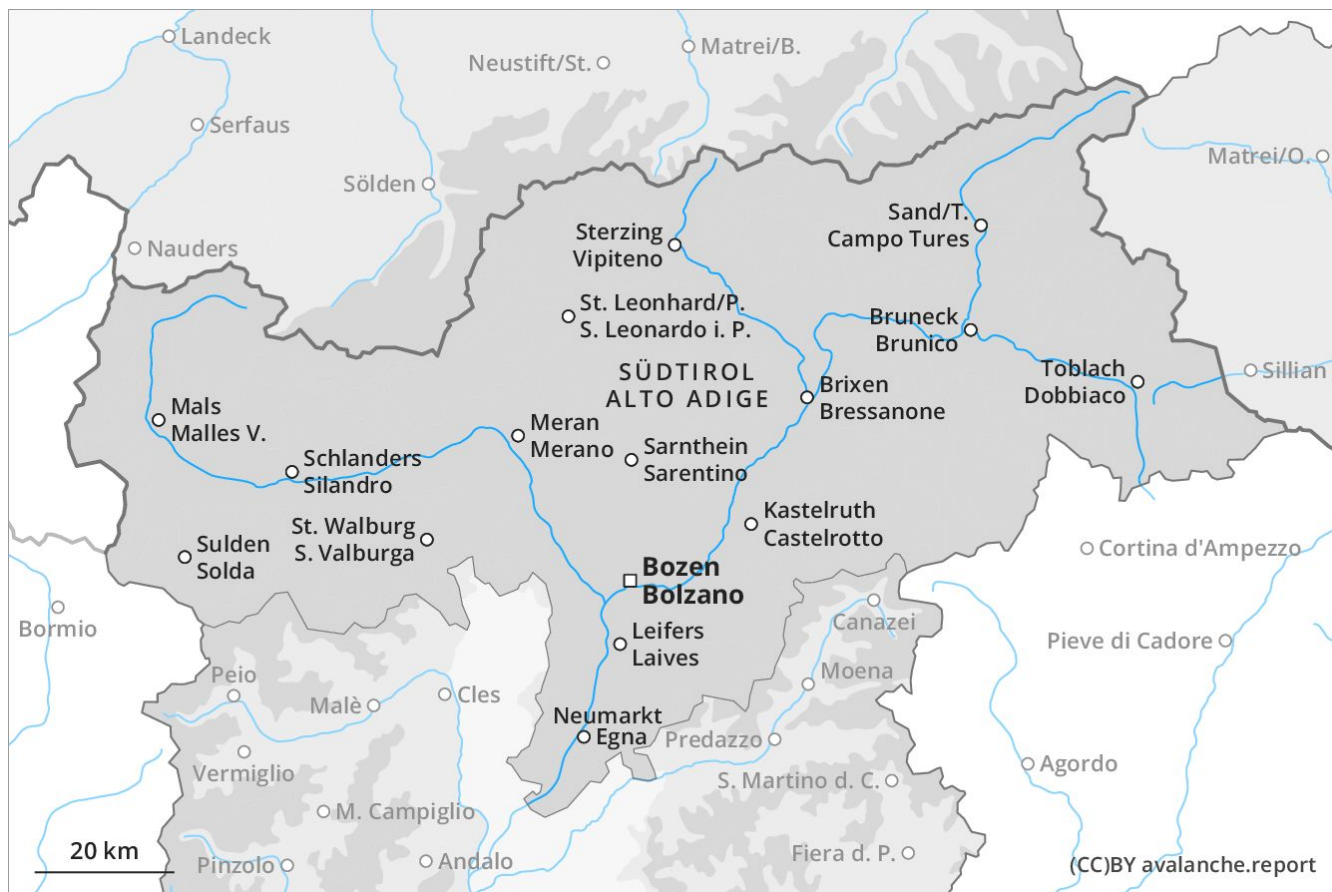 Landeck
Matrei/B.
Neustift/St.
Serfaus
Matrei/O.
Sölden
Sand/T.
Campo Tures
Sterzing
Vipiteno
Nauders
St. Leonhard/P.
S. Leonardo i. P.
Bruneck
Brunico
SÜDTIROL
ALTO ADIGE
Toblach
Dobbiaco
Sillian
Brixen
Bressanone
Mals
Malles V.
Meran
Merano
Sarnthein
Sarentino
Schlanders
Silandro
Kastelruth
Castelrotto
St. Walburg
S. Valburga
Sulden
Solda
Cortina d'Ampezzo
Bozen
Bolzano
Bormio
Canazei
Leifers
Laives
Pieve di Cadore
Peio
Moena
Malè
Cles
Neumarkt
Egna
Predazzo
Vermiglio
Agordo
S. Martino d. C.
M. Campiglio
20 km
Pinzolo
Andalo
Fiera d. P.
(CC)BY avalanche.report